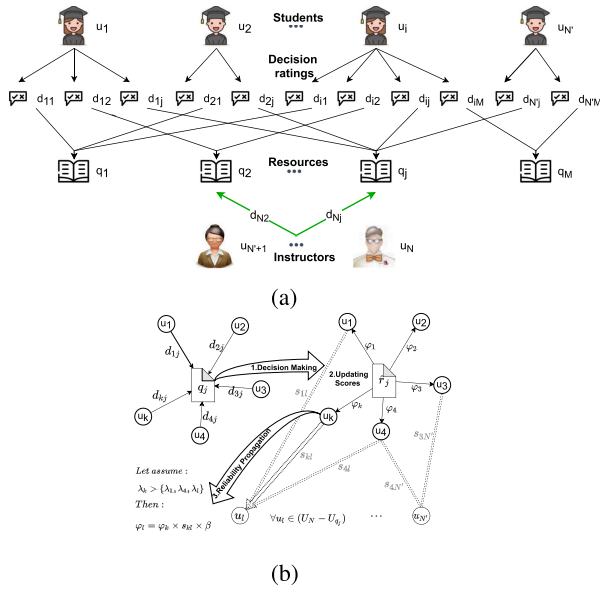 Students
u1 u2 ui uN'
Decision ratings
d11 d12 d1j d21 d2j di1 di2 dij diM dN'j dN'M
Resources
q1 q2 qj qM
dN2 dNj
uN'+1 uN
Instructors
(a)
u1 u2 u1 u2
d1j d2j φ1 φ2
1.Decision Making
2.Updating Scores
qj r̄j
dkj d3j u3 s1l φ3 u3
uk d4j u4 uk φk φ4 u4
3.Reliability Propagation
skl s4l s3N' s4N'
Let assume :
λk > {λ1, λ4, λl}
Then :
φl = φk × skl × β
ul ∀ul ∈ (UN − Uqj) ... uN'
(b)